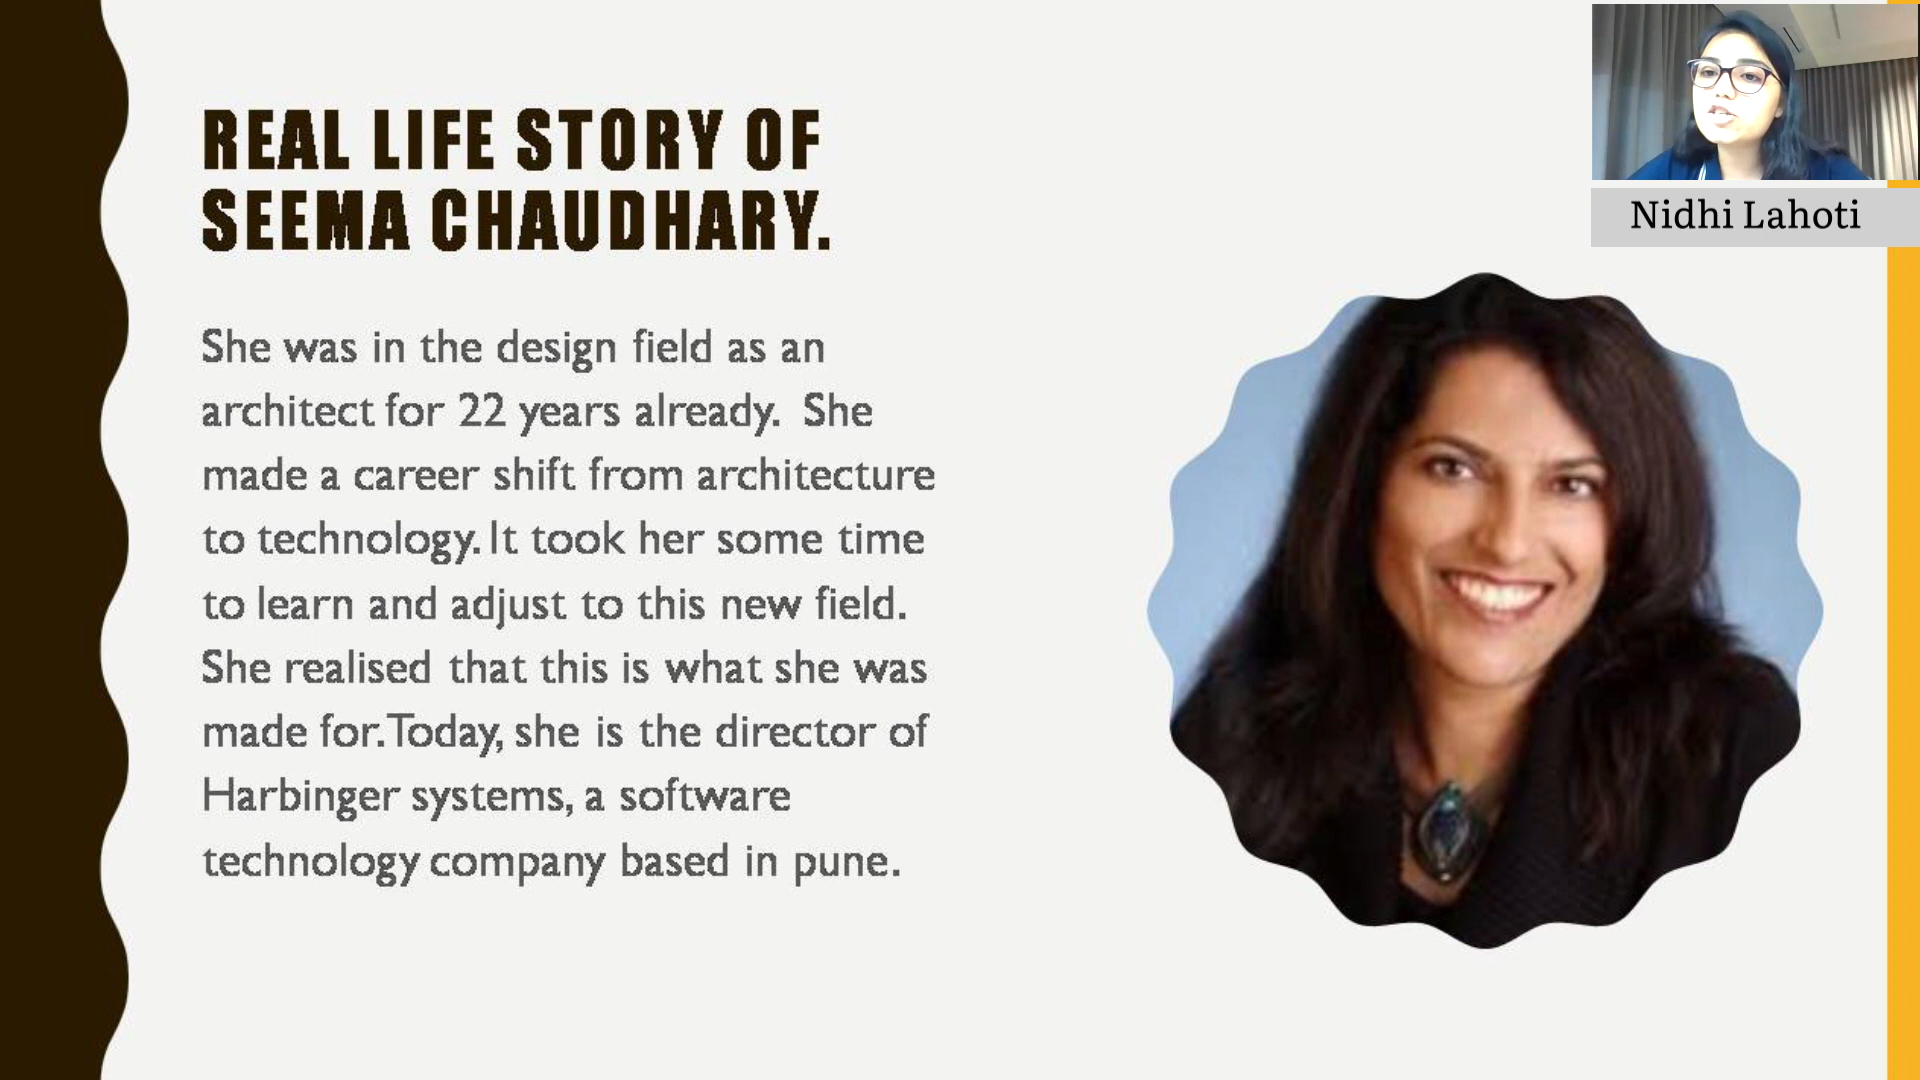 REAL LIFE STORY OF
SEEMA CHAUDHARY.
She was in the design field as an
architect for 22 years already.  She
made a career shift from architecture
to technology. It took her some time
to learn and adjust to this new field.
She realised that this is what she was
made for. Today, she is the director of
Harbinger systems, a software
technology company based in pune.
Nidhi Lahoti